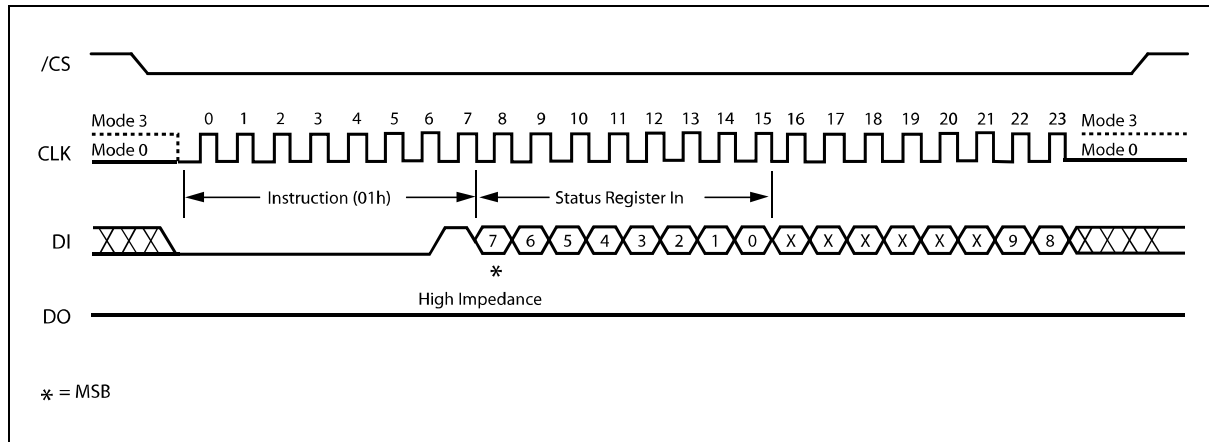 /CS
0 1 2 3 4 5 6 7 8 9 10 11 12 13 14 15 16 17 18 19 20 21 22 23
Mode 3 Mode 3
CLK Mode 0 Mode 0
Instruction (01h) Status Register In
DI 7 6 5 4 3 2 1 0 X X X X X X 9 8
*
High Impedance
DO
* = MSB